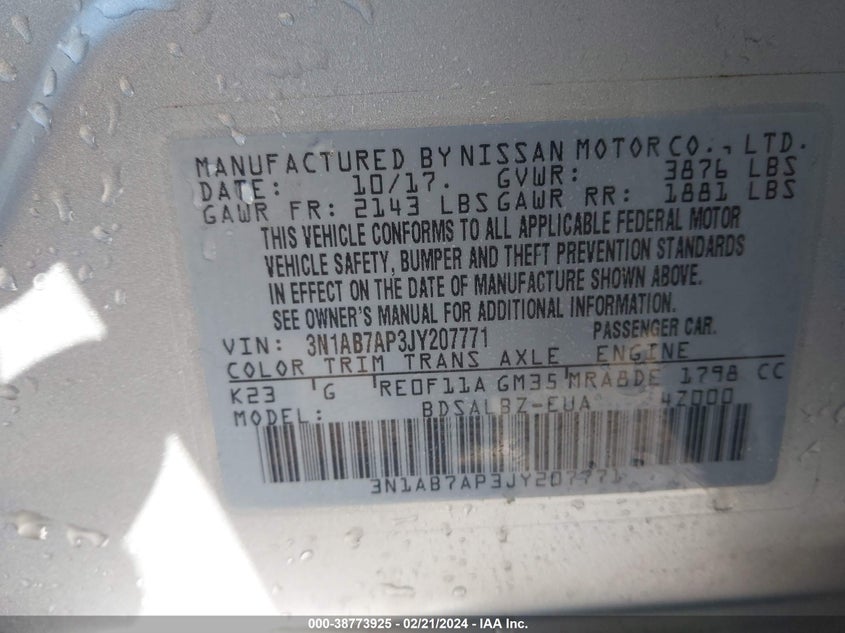 MANUFACTURED BY NISSAN MOTOR CO., LTD.
DATE: 10/17. GVWR: 3876 LBS
GAWR FR: 2143 LBS GAWR RR: 1881 LBS
THIS VEHICLE CONFORMS TO ALL APPLICABLE FEDERAL MOTOR
VEHICLE SAFETY, BUMPER AND THEFT PREVENTION STANDARDS
IN EFFECT ON THE DATE OF MANUFACTURE SHOWN ABOVE.
SEE OWNER'S MANUAL FOR ADDITIONAL INFORMATION.
VIN: 3N1AB7AP3JY207771 PASSENGER CAR.
COLOR TRIM TRANS AXLE ENGINE
K23 G RE0F11A GM35 MRA8DE 1798 CC
MODEL: BDSALBZ-EUA 4Z000
3N1AB7AP3JY207771
000-38773925 - 02/21/2024 - IAA Inc.